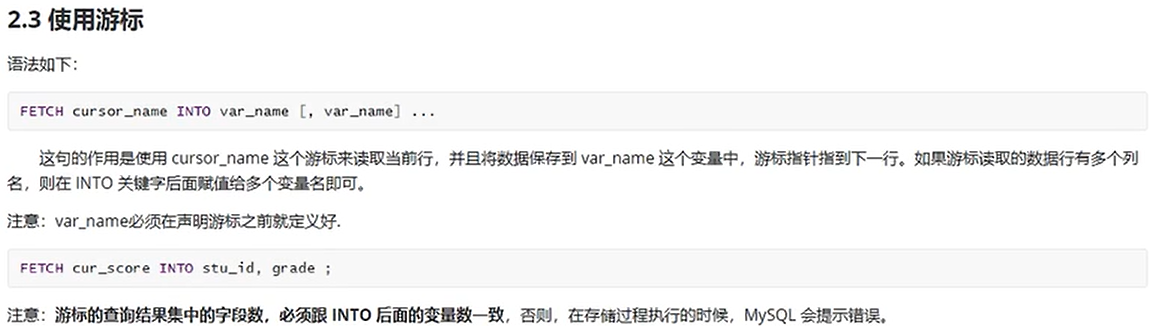 2.3 使用游标
语法如下：
FETCH cursor_name INTO var_name [, var_name] ...
这句的作用是使用 cursor_name 这个游标来读取当前行，并且将数据保存到 var_name 这个变量中，游标指针指到下一行。如果游标读取的数据行有多个列
名，则在 INTO 关键字后面赋值给多个变量名即可。
注意：var_name必须在声明游标之前就定义好.
FETCH cur_score INTO stu_id, grade ;
注意：游标的查询结果集中的字段数，必须跟 INTO 后面的变量数一致，否则，在存储过程执行的时候，MySQL 会提示错误。